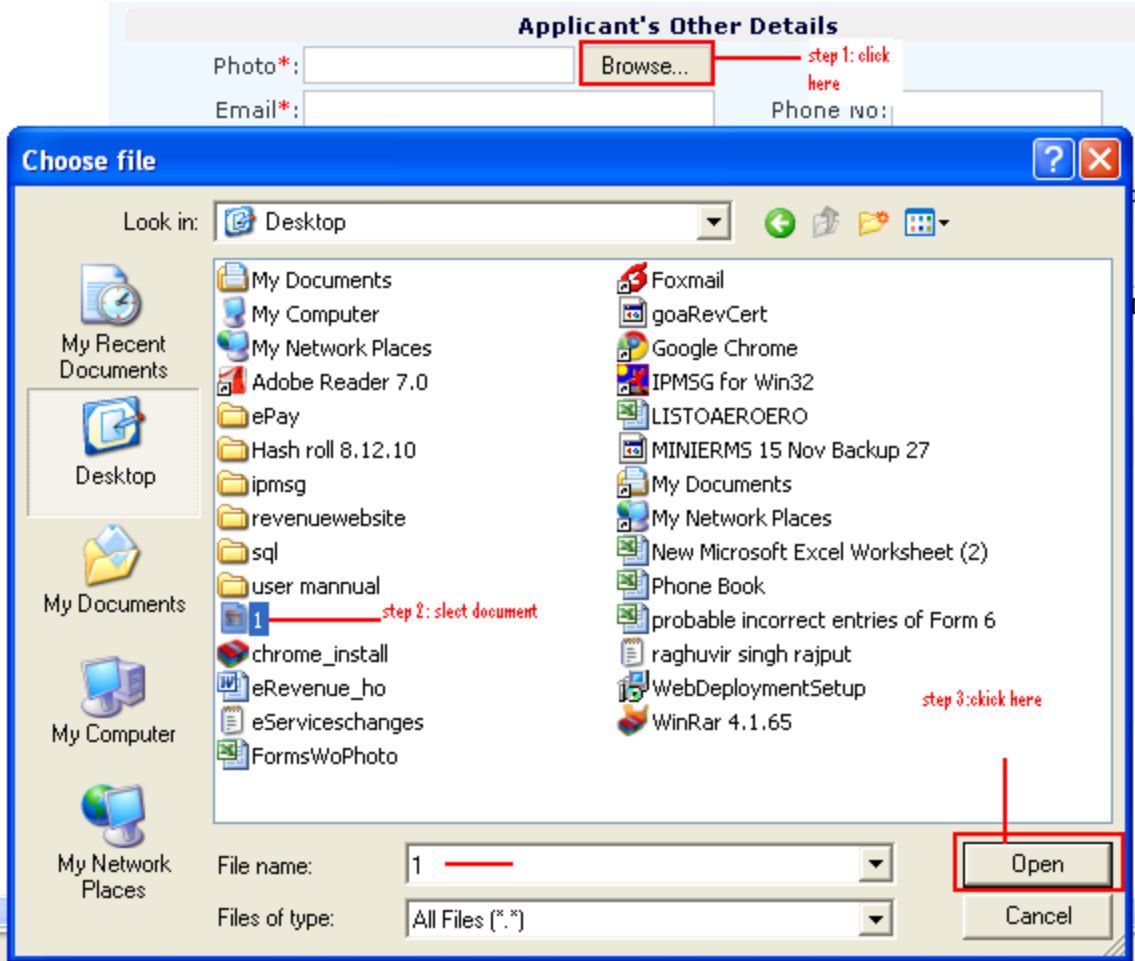 Applicant's Other Details
Photo*:
Browse...
step 1: click
here
Email*:
Phone No:
Choose file
Look in:
Desktop
My Recent
Documents
Desktop
My Documents
My Computer
My Network
Places
My Documents
My Computer
My Network Places
Adobe Reader 7.0
ePay
Hash roll 8.12.10
ipmsg
revenuewebsite
sql
user mannual
1
step 2: slect document
chrome_install
eRevenue_ho
eServiceschanges
FormsWoPhoto
Foxmail
goaRevCert
Google Chrome
IPMSG for Win32
LISTOAEROERO
MINIERMS 15 Nov Backup 27
My Documents
My Network Places
New Microsoft Excel Worksheet (2)
Phone Book
probable incorrect entries of Form 6
raghuvir singh rajput
WebDeploymentSetup
WinRar 4.1.65
step 3:ckick here
File name:
1
Open
Files of type:
All Files (*.*)
Cancel